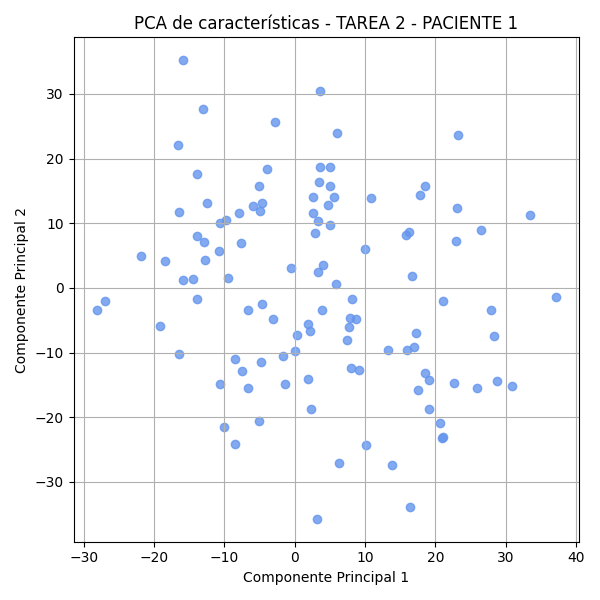 PCA de características - TAREA 2 - PACIENTE 1
30
20
10
0
−10
−20
−30
Componente Principal 2
−30 −20 −10 0 10 20 30 40
Componente Principal 1